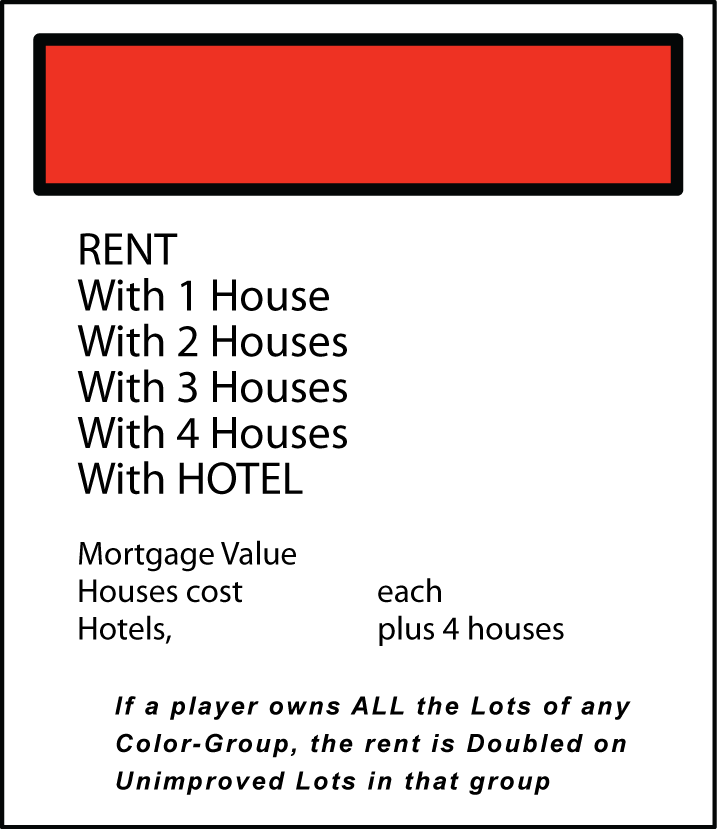 RENT
With 1 House
With 2 Houses
With 3 Houses
With 4 Houses
With HOTEL
Mortgage Value
Houses cost each
Hotels, plus 4 houses
If a player owns ALL the Lots of any
Color-Group, the rent is Doubled on
Unimproved Lots in that group